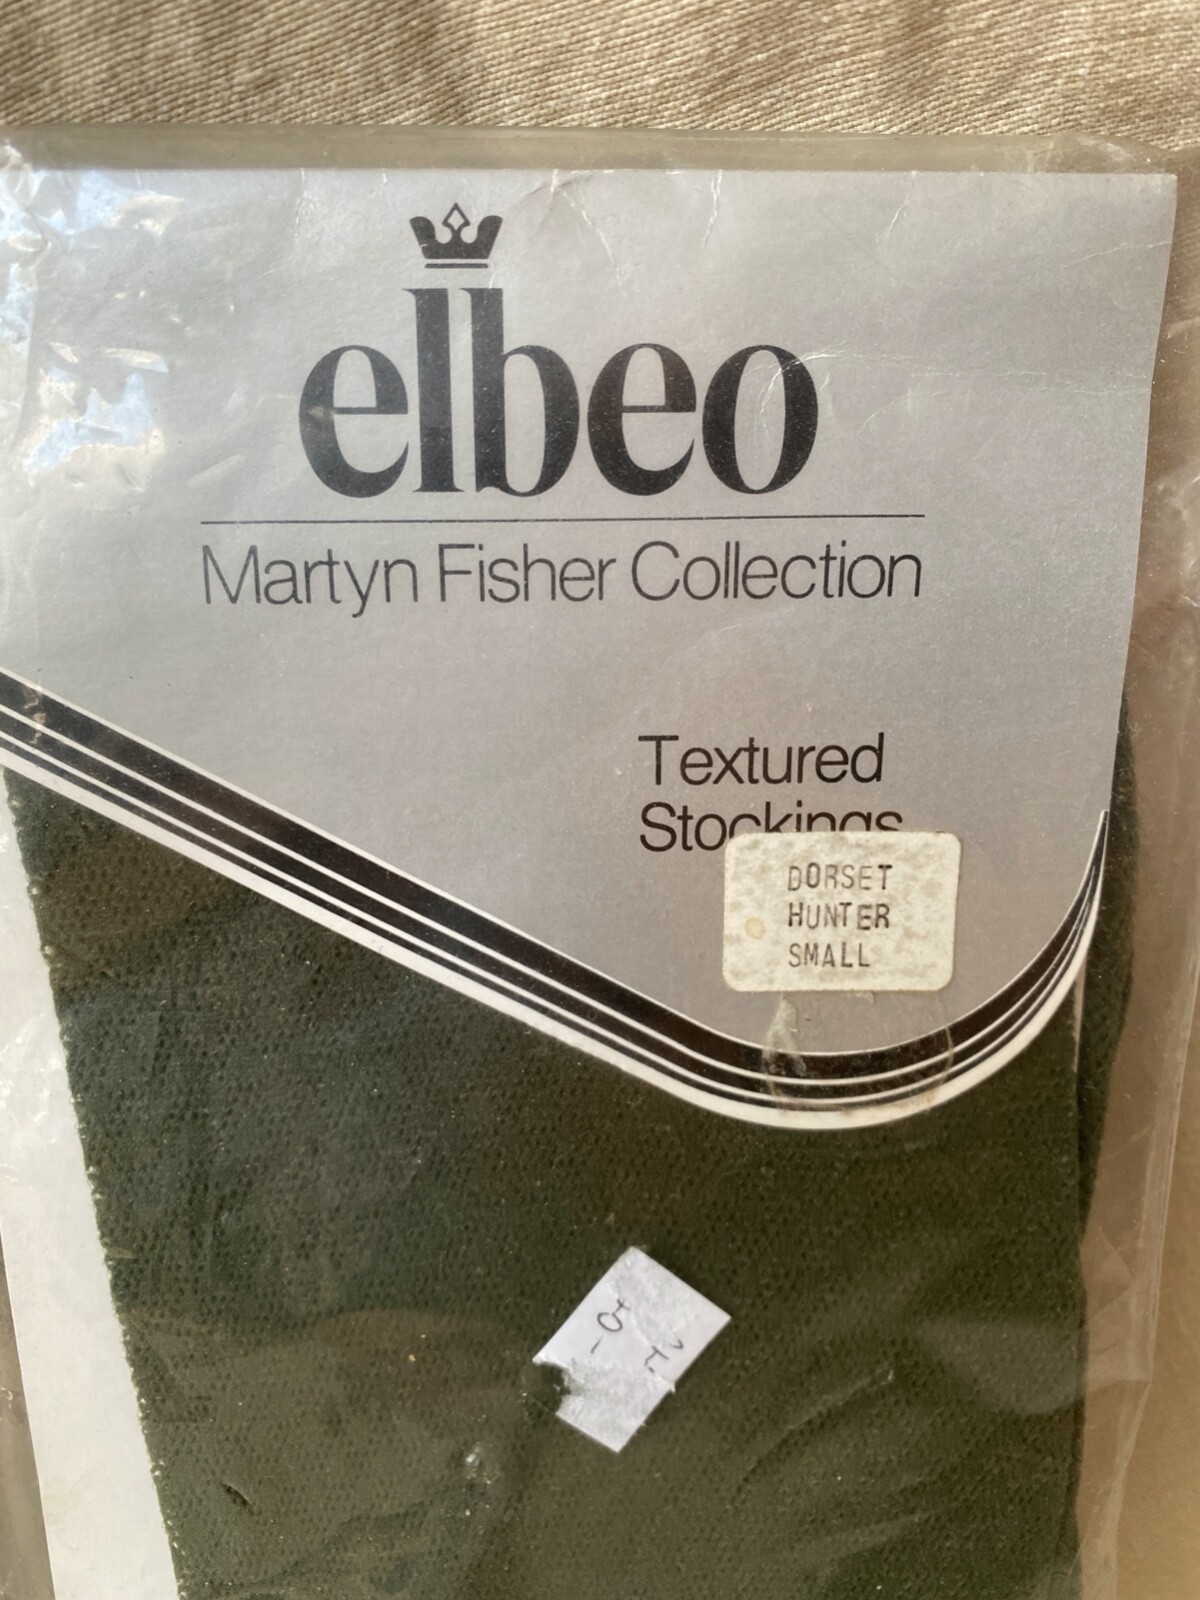 elbeo
Martyn Fisher Collection
Textured
Stockings
DORSET
HUNTER
SMALL